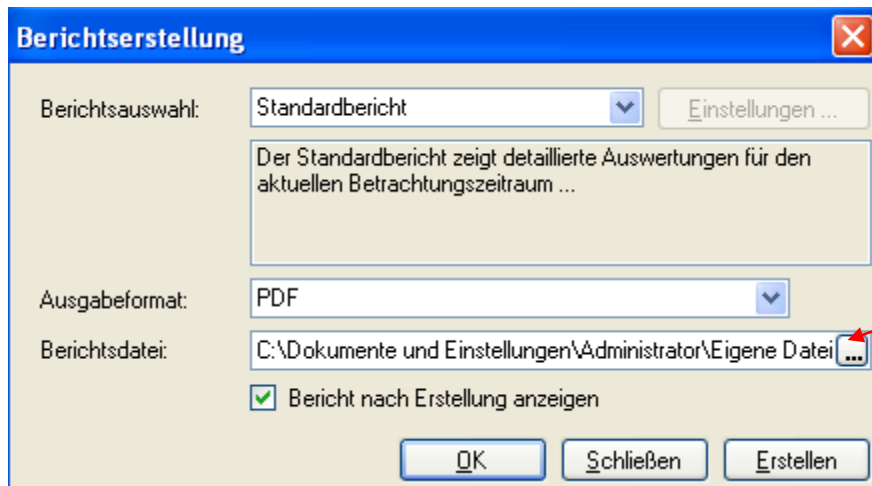 Berichtserstellung
Berichtsauswahl: Standardbericht Einstellungen ...
Der Standardbericht zeigt detaillierte Auswertungen für den
aktuellen Betrachtungszeitraum ...
Ausgabeformat: PDF
Berichtsdatei: C:\Dokumente und Einstellungen\Administrator\Eigene Datei ...
Bericht nach Erstellung anzeigen
OK Schließen Erstellen